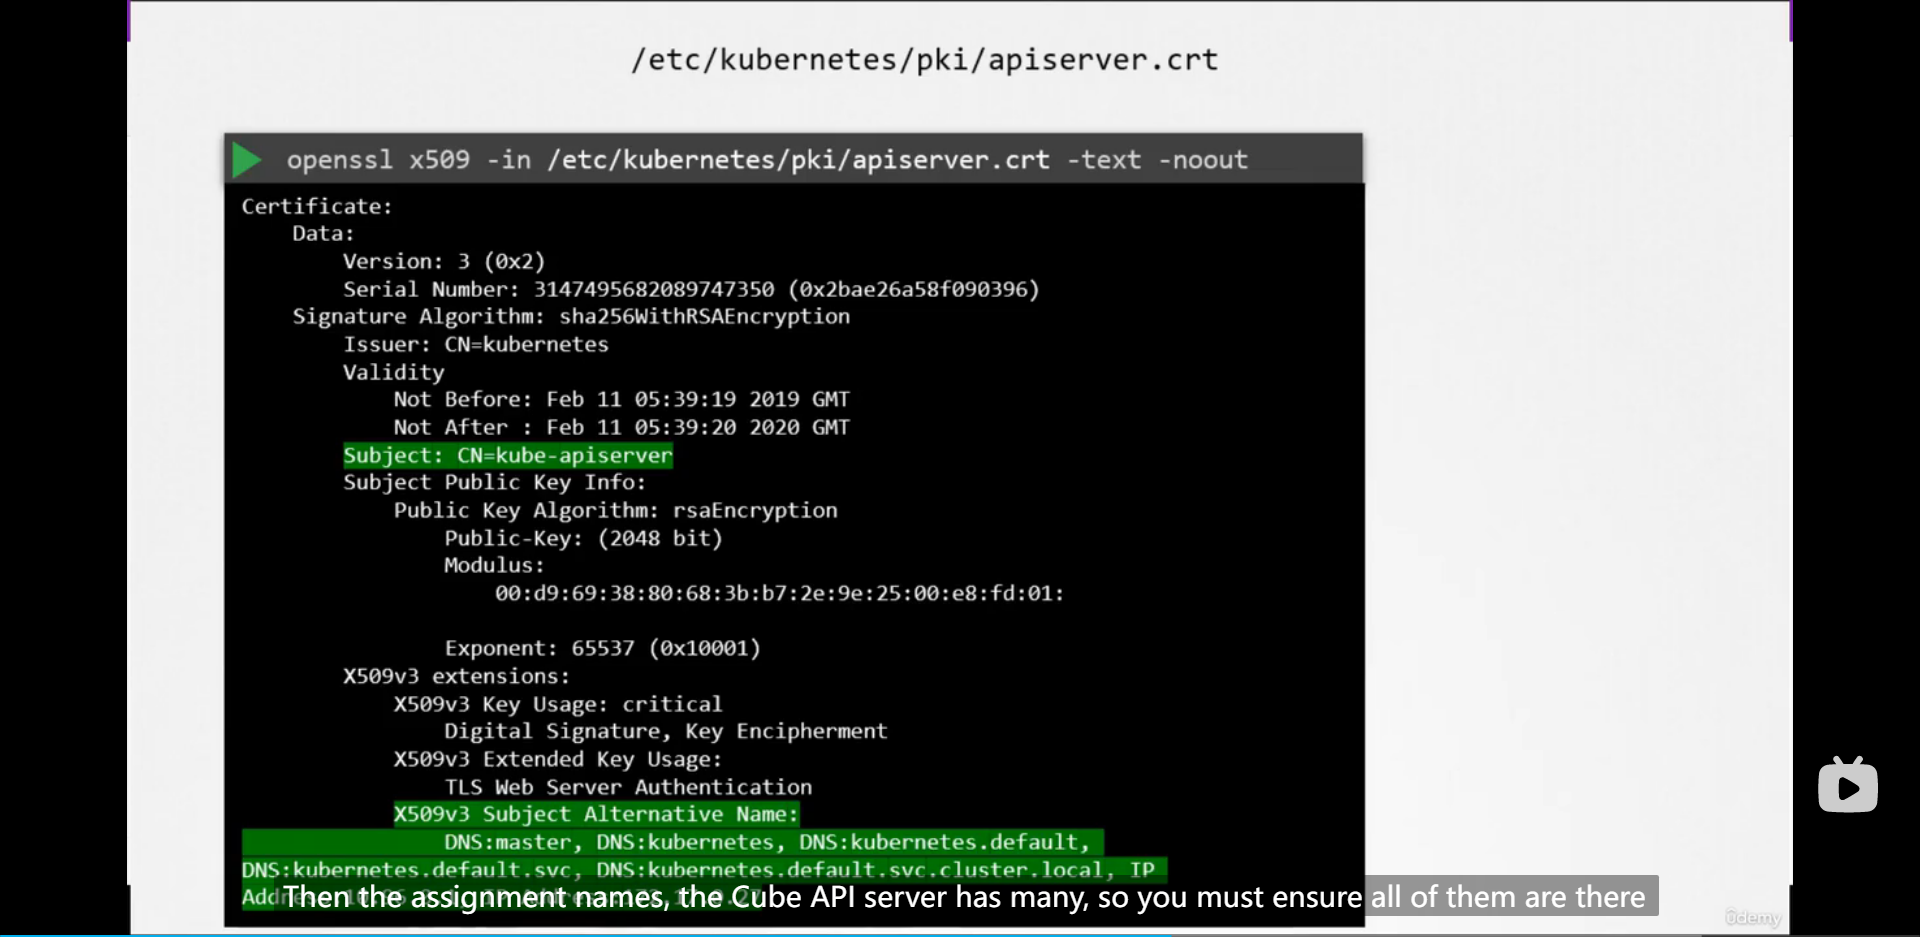 /etc/kubernetes/pki/apiserver.crt
openssl x509 -in /etc/kubernetes/pki/apiserver.crt -text -noout
Certificate:
Data:
Version: 3 (0x2)
Serial Number: 3147495682089747350 (0x2bae26a58f090396)
Signature Algorithm: sha256WithRSAEncryption
Issuer: CN=kubernetes
Validity
Not Before: Feb 11 05:39:19 2019 GMT
Not After : Feb 11 05:39:20 2020 GMT
Subject: CN=kube-apiserver
Subject Public Key Info:
Public Key Algorithm: rsaEncryption
Public-Key: (2048 bit)
Modulus:
00:d9:69:38:80:68:3b:b7:2e:9e:25:00:e8:fd:01:
Exponent: 65537 (0x10001)
X509v3 extensions:
X509v3 Key Usage: critical
Digital Signature, Key Encipherment
X509v3 Extended Key Usage:
TLS Web Server Authentication
X509v3 Subject Alternative Name:
DNS:master, DNS:kubernetes, DNS:kubernetes.default,
DNS:kubernetes.default.svc, DNS:kubernetes.default.svc.cluster.local, IP
Then the assignment names, the Cube API server has many, so you must ensure all of them are there
ûdemy